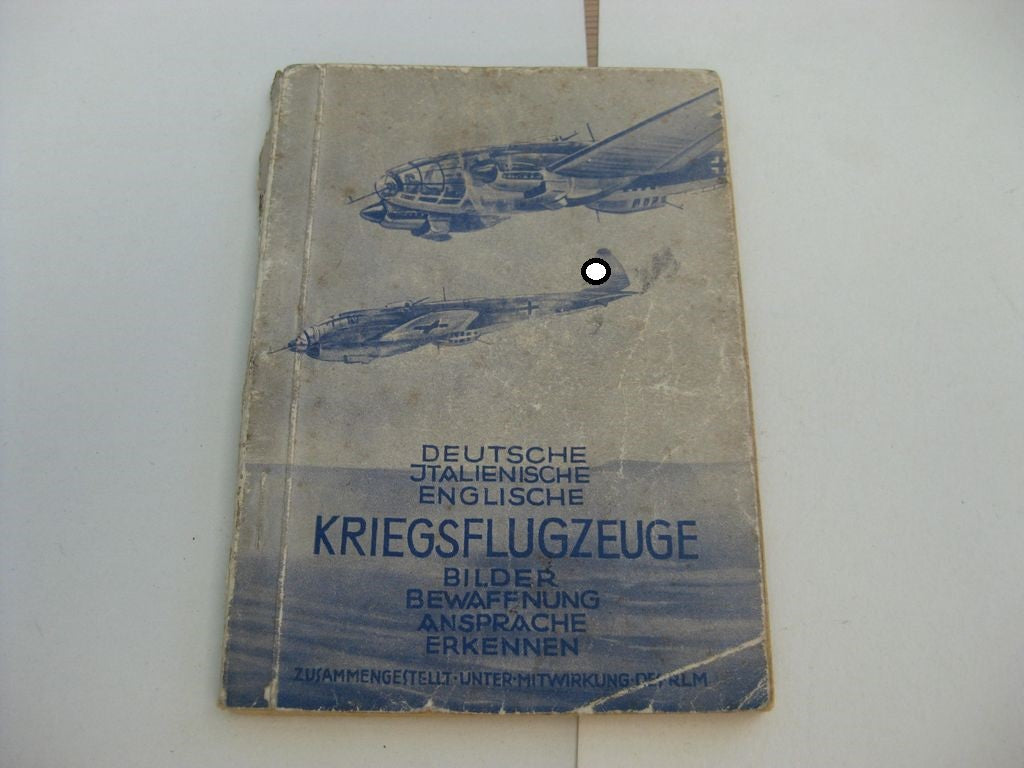 DEUTSCHE
JTALIENISCHE
ENGLISCHE
KRIEGSFLUGZEUGE
BILDER
BEWAFFNUNG
ANSPRACHE
ERKENNEN
ZUSAMMENGESTELLT·UNTER·MITWIRKUNG·DES·RLM